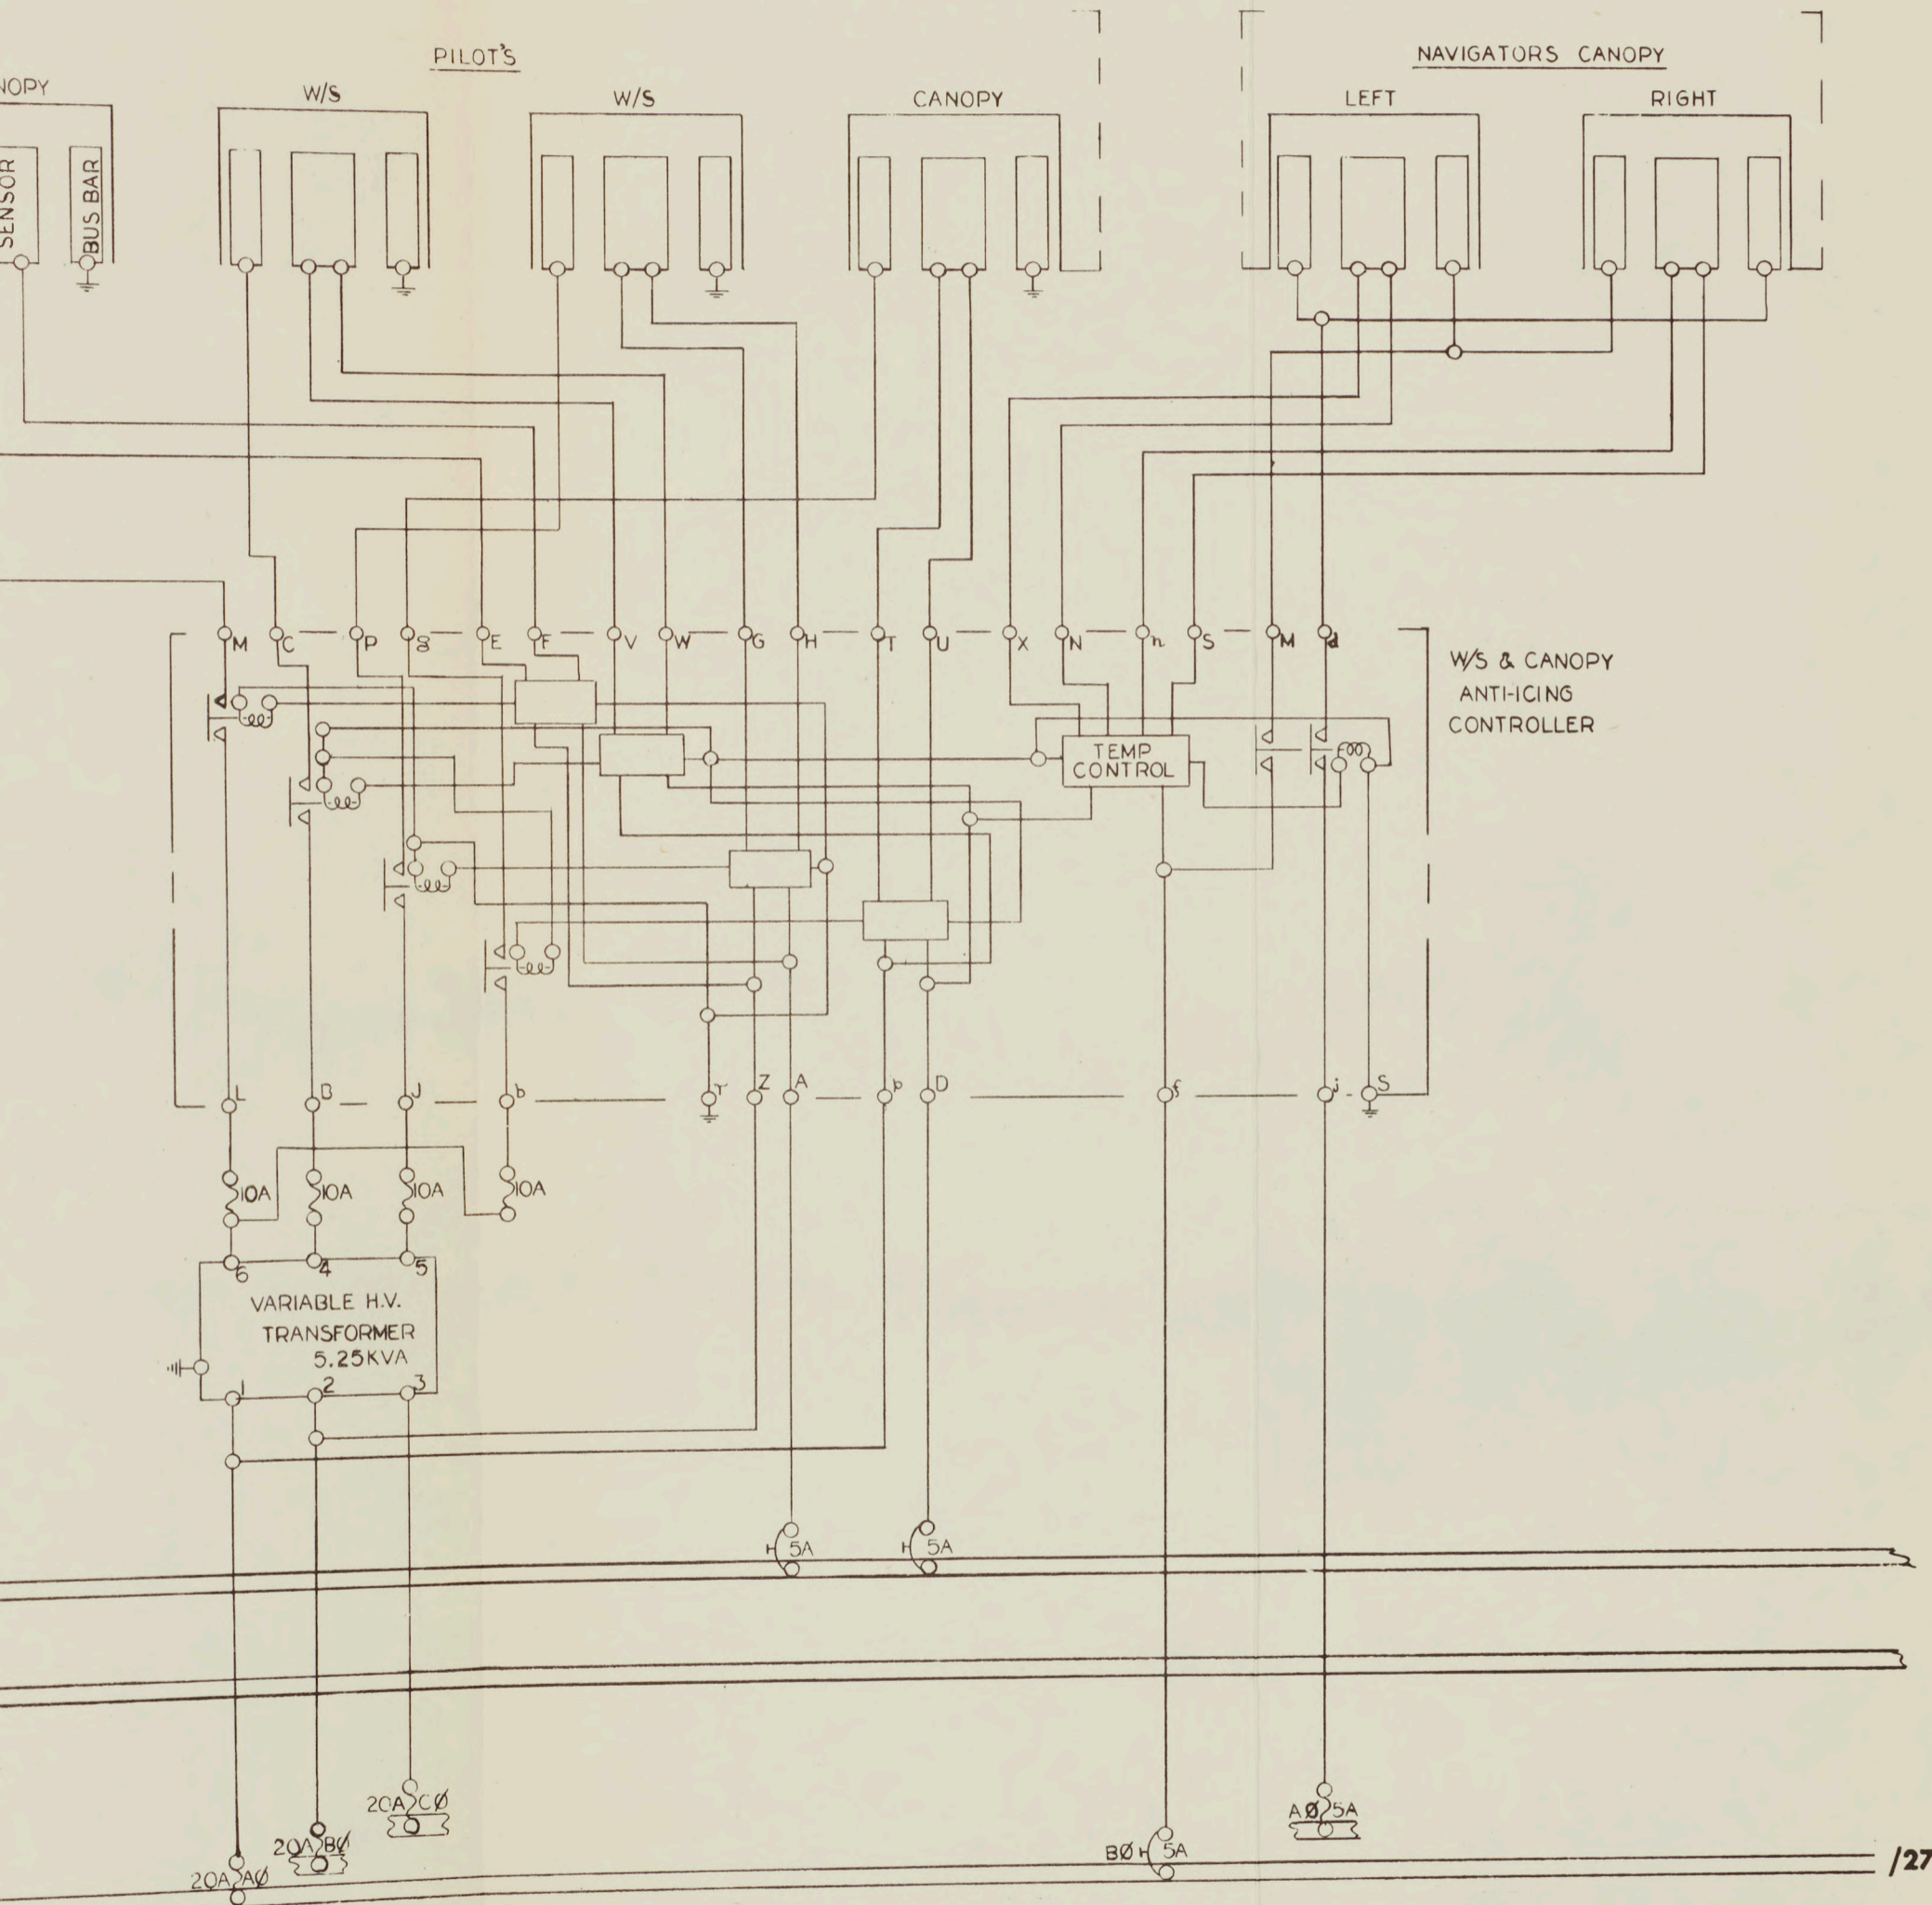 PILOT'S
NAVIGATORS CANOPY
NOPY
W/S
W/S
CANOPY
LEFT
RIGHT
SENSOR
BUS BAR
M
C
P
g
E
F
V
W
G
H
T
U
X
N
n
S
M
d
W/S & CANOPY
ANTI-ICING
CONTROLLER
TEMP
CONTROL
L
B
J
b
Y
Z
A
p
D
f
j
S
10A
10A
10A
10A
6
4
5
VARIABLE H.V.
TRANSFORMER
5.25KVA
1
2
3
5A
5A
20A CØ
AØ 5A
20A BØ
BØ 5A
20A AØ
/27